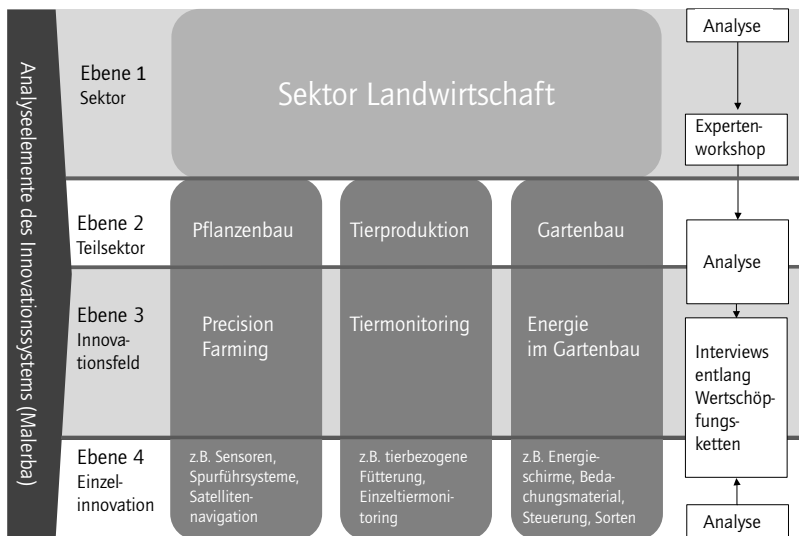 Analyseelemente des Innovationssystems (Malerba)
Ebene 1
Sektor
Sektor Landwirtschaft
Analyse
Experten-
workshop
Ebene 2
Teilsektor
Pflanzenbau
Tierproduktion
Gartenbau
Analyse
Ebene 3
Innova-
tionsfeld
Precision
Farming
Tiermonitoring
Energie
im Gartenbau
Interviews
entlang
Wertschöp-
fungs-
ketten
Ebene 4
Einzel-
innovation
z.B. Sensoren,
Spurführsysteme,
Satelliten-
navigation
z.B. tierbezogene
Fütterung,
Einzeltiermoni-
toring
z.B. Energie-
schirme, Beda-
chungsmaterial,
Steuerung, Sorten
Analyse